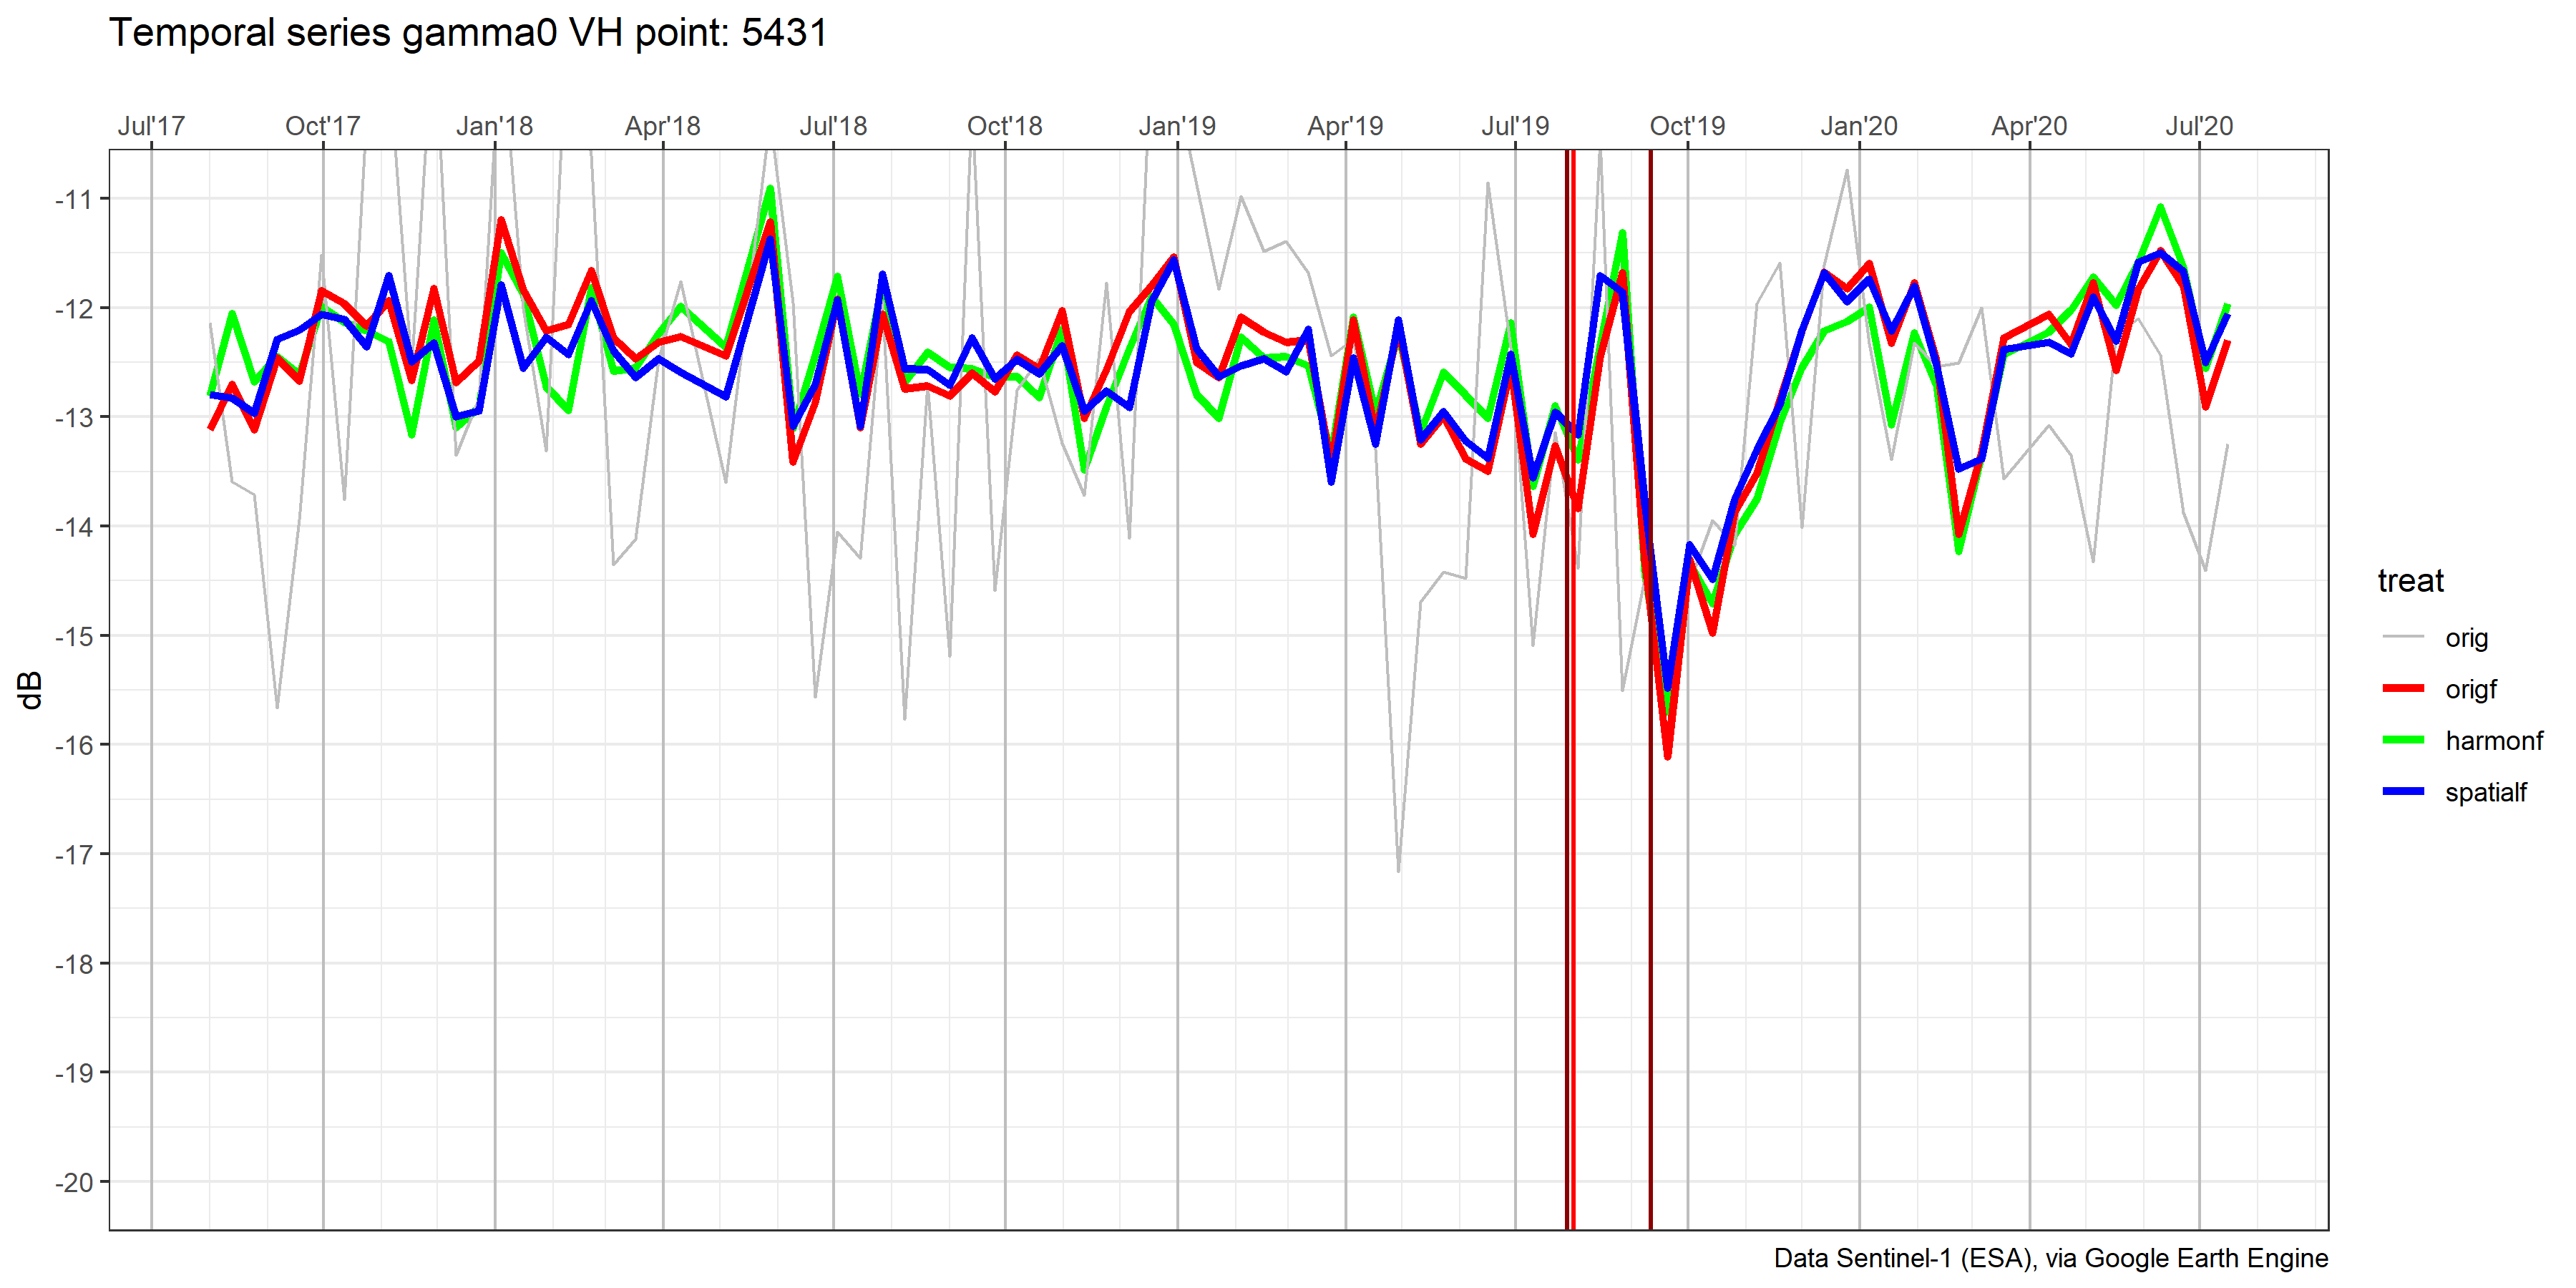 Temporal series gamma0 VH point: 5431
Jul'17 Oct'17 Jan'18 Apr'18 Jul'18 Oct'18 Jan'19 Apr'19 Jul'19 Oct'19 Jan'20 Apr'20 Jul'20
-11
-12
-13
-14
-15
-16
-17
-18
-19
-20
dB
treat
orig
origf
harmonf
spatialf
Data Sentinel-1 (ESA), via Google Earth Engine